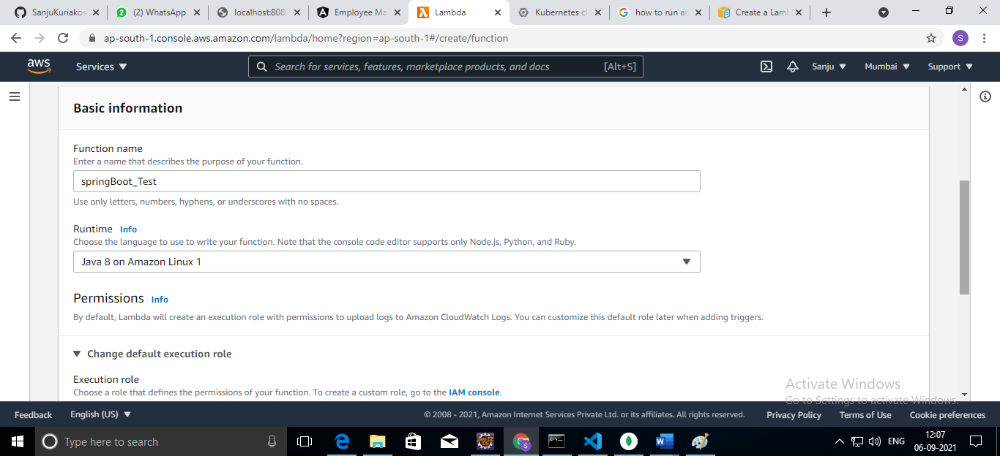 SanjuKuriakos
(2) WhatsApp
localhost:808
Employee Ma
Lambda
Kubernetes cl
how to run an
Create a Lamb
ap-south-1.console.aws.amazon.com/lambda/home?region=ap-south-1#/create/function
S
aws
Services
Search for services, features, marketplace products, and docs
[Alt+S]
Sanju
Mumbai
Support
Basic information
Function name
Enter a name that describes the purpose of your function.
springBoot_Test
Use only letters, numbers, hyphens, or underscores with no spaces.
Runtime Info
Choose the language to use to write your function. Note that the console code editor supports only Node.js, Python, and Ruby.
Java 8 on Amazon Linux 1
Permissions Info
By default, Lambda will create an execution role with permissions to upload logs to Amazon CloudWatch Logs. You can customize this default role later when adding triggers.
Change default execution role
Execution role
Choose a role that defines the permissions of your function. To create a custom role, go to the IAM console.
Activate Windows
Go to Settings to activate Windows.
Feedback
English (US)
© 2008 - 2021, Amazon Internet Services Private Ltd. or its affiliates. All rights reserved.
Privacy Policy
Terms of Use
Cookie preferences
Type here to search
ENG
12:07
06-09-2021